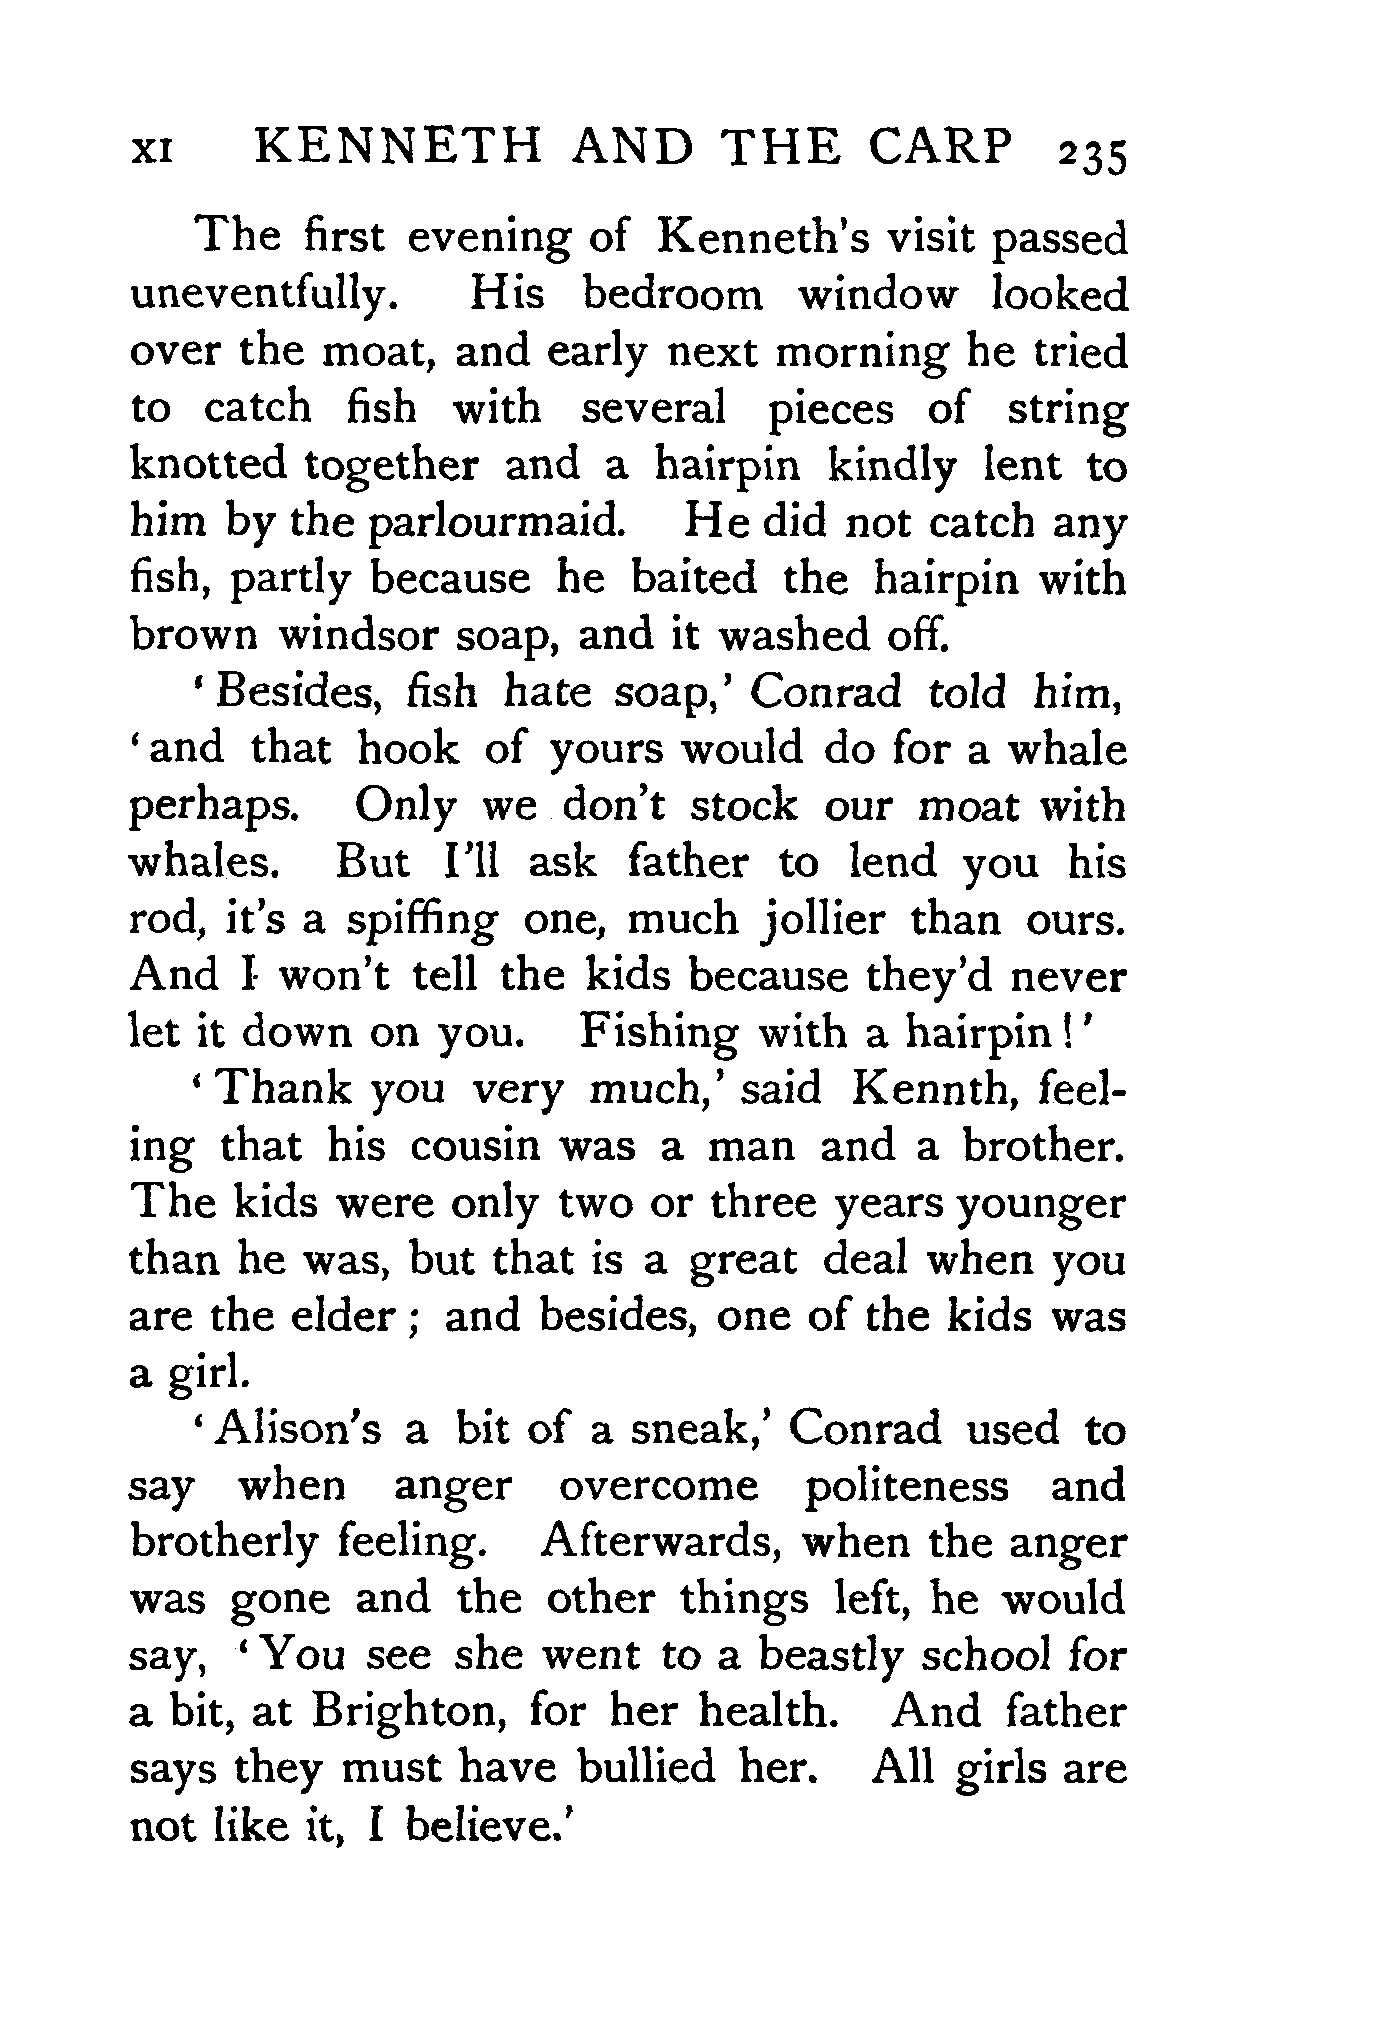 XI KENNETH AND THE CARP 235
The first evening of Kenneth's visit passed
uneventfully. His bedroom window looked
over the moat, and early next morning he tried
to catch fish with several pieces of string
knotted together and a hairpin kindly lent to
him by the parlourmaid. He did not catch any
fish, partly because he baited the hairpin with
brown windsor soap, and it washed off.
‘Besides, fish hate soap,’ Conrad told him,
‘and that hook of yours would do for a whale
perhaps. Only we don't stock our moat with
whales. But I'll ask father to lend you his
rod, it's a spiffing one, much jollier than ours.
And I won't tell the kids because they'd never
let it down on you. Fishing with a hairpin!’
‘Thank you very much,’ said Kennth, feel-
ing that his cousin was a man and a brother.
The kids were only two or three years younger
than he was, but that is a great deal when you
are the elder; and besides, one of the kids was
a girl.
‘Alison's a bit of a sneak,’ Conrad used to
say when anger overcome politeness and
brotherly feeling. Afterwards, when the anger
was gone and the other things left, he would
say, ‘You see she went to a beastly school for
a bit, at Brighton, for her health. And father
says they must have bullied her. All girls are
not like it, I believe.’